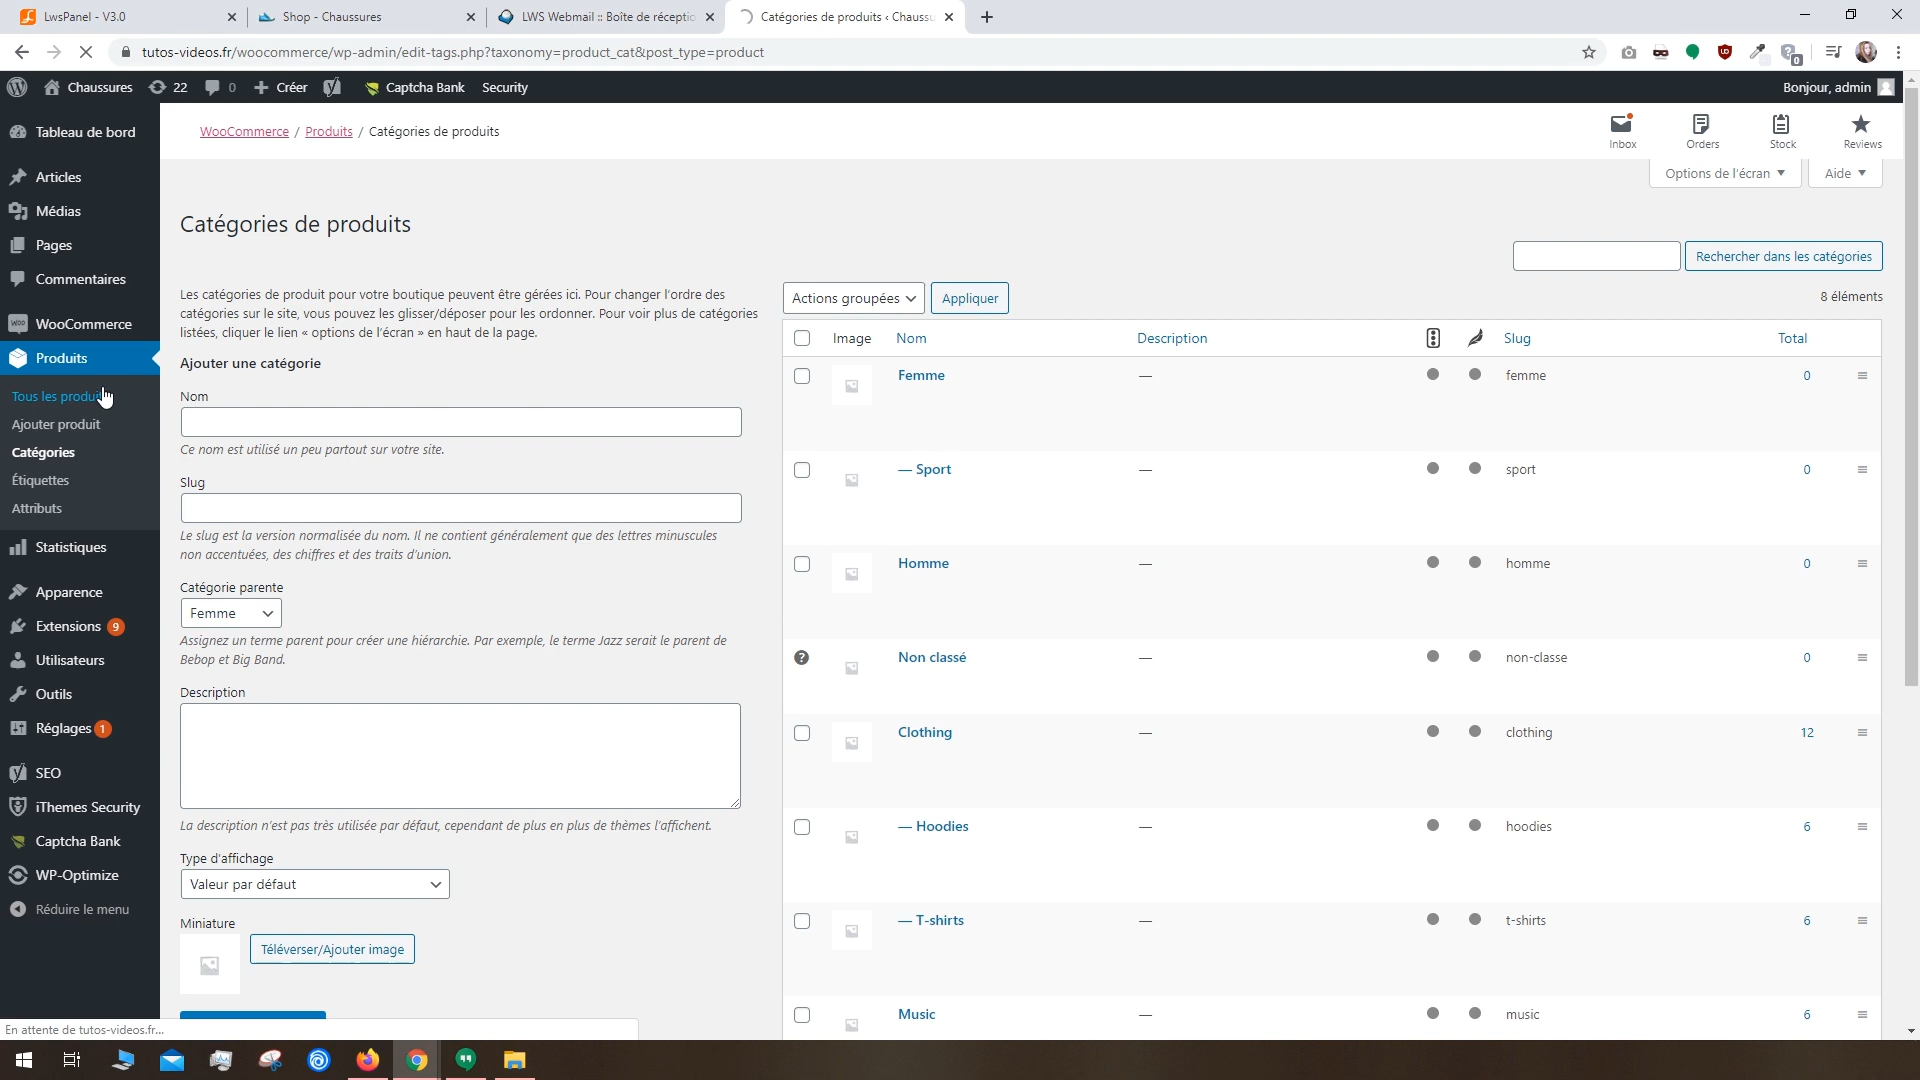 LwsPanel - V3.0
Shop - Chaussures
LWS Webmail :: Boîte de réceptio
Catégories de produits ‹ Chaussu
tutos-videos.fr/woocommerce/wp-admin/edit-tags.php?taxonomy=product_cat&post_type=product
0
Chaussures
22
0
Créer
Captcha Bank
Security
Bonjour, admin
Tableau de bord
Articles
Médias
Pages
Commentaires
WooCommerce
Produits
Tous les produi
Ajouter produit
Catégories
Étiquettes
Attributs
Statistiques
Apparence
Extensions 9
Utilisateurs
Outils
Réglages 1
SEO
iThemes Security
Captcha Bank
WP-Optimize
Réduire le menu
WooCommerce / Produits / Catégories de produits
Inbox
Orders
Stock
Reviews
Options de l'écran
Aide
Catégories de produits
Rechercher dans les catégories
Les catégories de produit pour votre boutique peuvent être gérées ici. Pour changer l'ordre des
catégories sur le site, vous pouvez les glisser/déposer pour les ordonner. Pour voir plus de catégories
listées, cliquer le lien « options de l'écran » en haut de la page.
Ajouter une catégorie
Nom
Ce nom est utilisé un peu partout sur votre site.
Slug
Le slug est la version normalisée du nom. Il ne contient généralement que des lettres minuscules
non accentuées, des chiffres et des traits d'union.
Catégorie parente
Femme
Assignez un terme parent pour créer une hiérarchie. Par exemple, le terme Jazz serait le parent de
Bebop et Big Band.
Description
La description n'est pas très utilisée par défaut, cependant de plus en plus de thèmes l'affichent.
Type d'affichage
Valeur par défaut
Miniature
Téléverser/Ajouter image
Actions groupées
Appliquer
8 éléments
Image Nom Description Slug Total
Femme — femme 0
— Sport — sport 0
Homme — homme 0
Non classé — non-classe 0
Clothing — clothing 12
— Hoodies — hoodies 6
— T-shirts — t-shirts 6
Music — music 6
En attente de tutos-videos.fr...